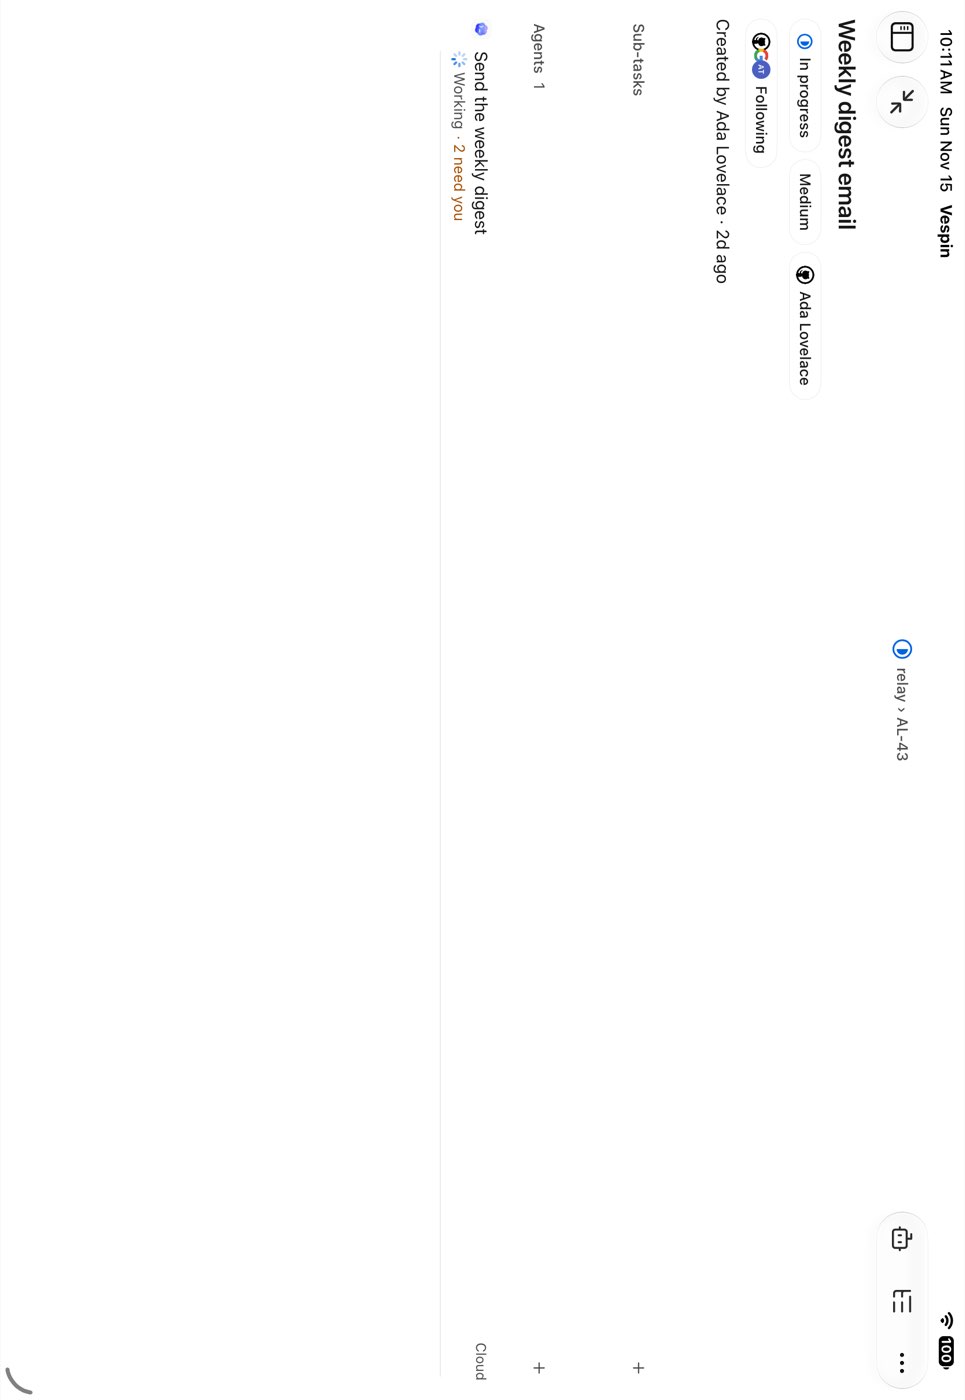 10:11 AM Sun Nov 15 Vespin
100
relay › AL-43
Weekly digest email
In progress
Medium
Ada Lovelace
AT
Following
Created by Ada Lovelace · 2d ago
Sub-tasks
Agents 1
Send the weekly digest
Cloud
Working · 2 need you